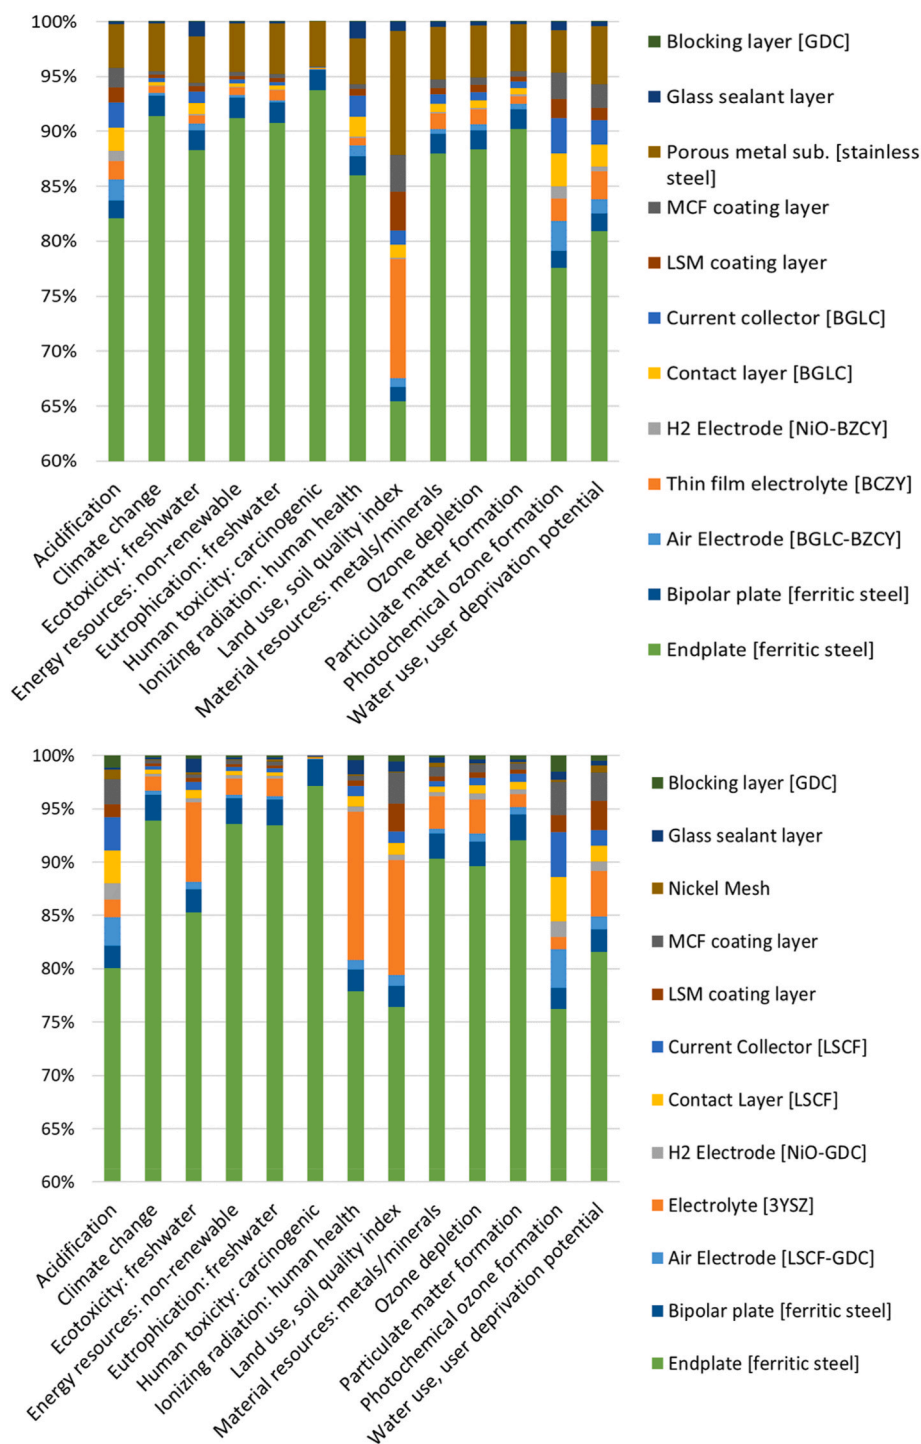 100%
95%
90%
85%
80%
75%
70%
65%
60%
Acidification
Climate change
Ecotoxicity: freshwater
Energy resources: non-renewable
Eutrophication: freshwater
Human toxicity: carcinogenic
Ionizing radiation: human health
Land use, soil quality index
Material resources: metals/minerals
Ozone depletion
Particulate matter formation
Photochemical ozone formation
Water use, user deprivation potential
Blocking layer [GDC]
Glass sealant layer
Porous metal sub. [stainless
steel]
MCF coating layer
LSM coating layer
Current collector [BGLC]
Contact layer [BGLC]
H2 Electrode [NiO-BZCY]
Thin film electrolyte [BCZY]
Air Electrode [BGLC-BZCY]
Bipolar plate [ferritic steel]
Endplate [ferritic steel]
100%
95%
90%
85%
80%
75%
70%
65%
60%
Acidification
Climate change
Ecotoxicity: freshwater
Energy resources: non-renewable
Eutrophication: freshwater
Human toxicity: carcinogenic
Ionizing radiation: human health
Land use, soil quality index
Material resources: metals/minerals
Ozone depletion
Particulate matter formation
Photochemical ozone formation
Water use, user deprivation potential
Blocking layer [GDC]
Glass sealant layer
Nickel Mesh
MCF coating layer
LSM coating layer
Current Collector [LSCF]
Contact Layer [LSCF]
H2 Electrode [NiO-GDC]
Electrolyte [3YSZ]
Air Electrode [LSCF-GDC]
Bipolar plate [ferritic steel]
Endplate [ferritic steel]